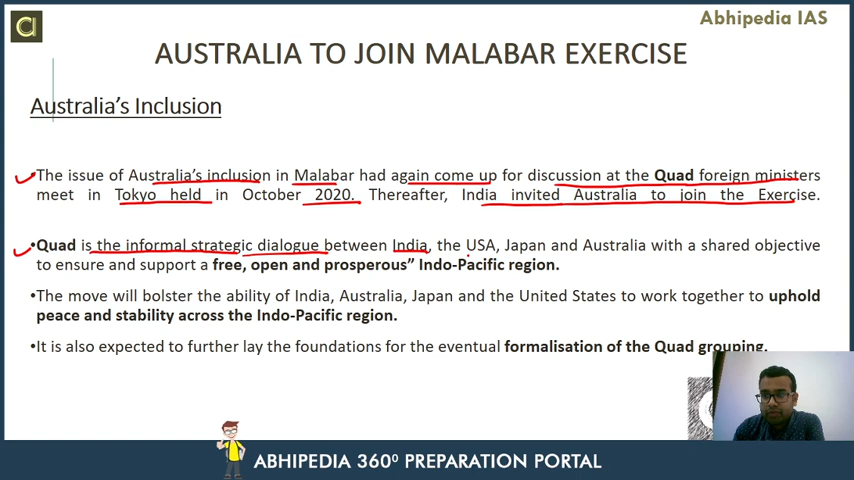 Abhipedia IAS
AUSTRALIA TO JOIN MALABAR EXERCISE
Australia's Inclusion
The issue of Australia's inclusion in Malabar had again come up for discussion at the Quad foreign ministers
meet in Tokyo held in October 2020. Thereafter, India invited Australia to join the Exercise.
•Quad is the informal strategic dialogue between India, the USA, Japan and Australia with a shared objective
to ensure and support a free, open and prosperous" Indo-Pacific region.
•The move will bolster the ability of India, Australia, Japan and the United States to work together to uphold
peace and stability across the Indo-Pacific region.
•It is also expected to further lay the foundations for the eventual formalisation of the Quad grouping.
ABHIPEDIA 360⁰ PREPARATION PORTAL